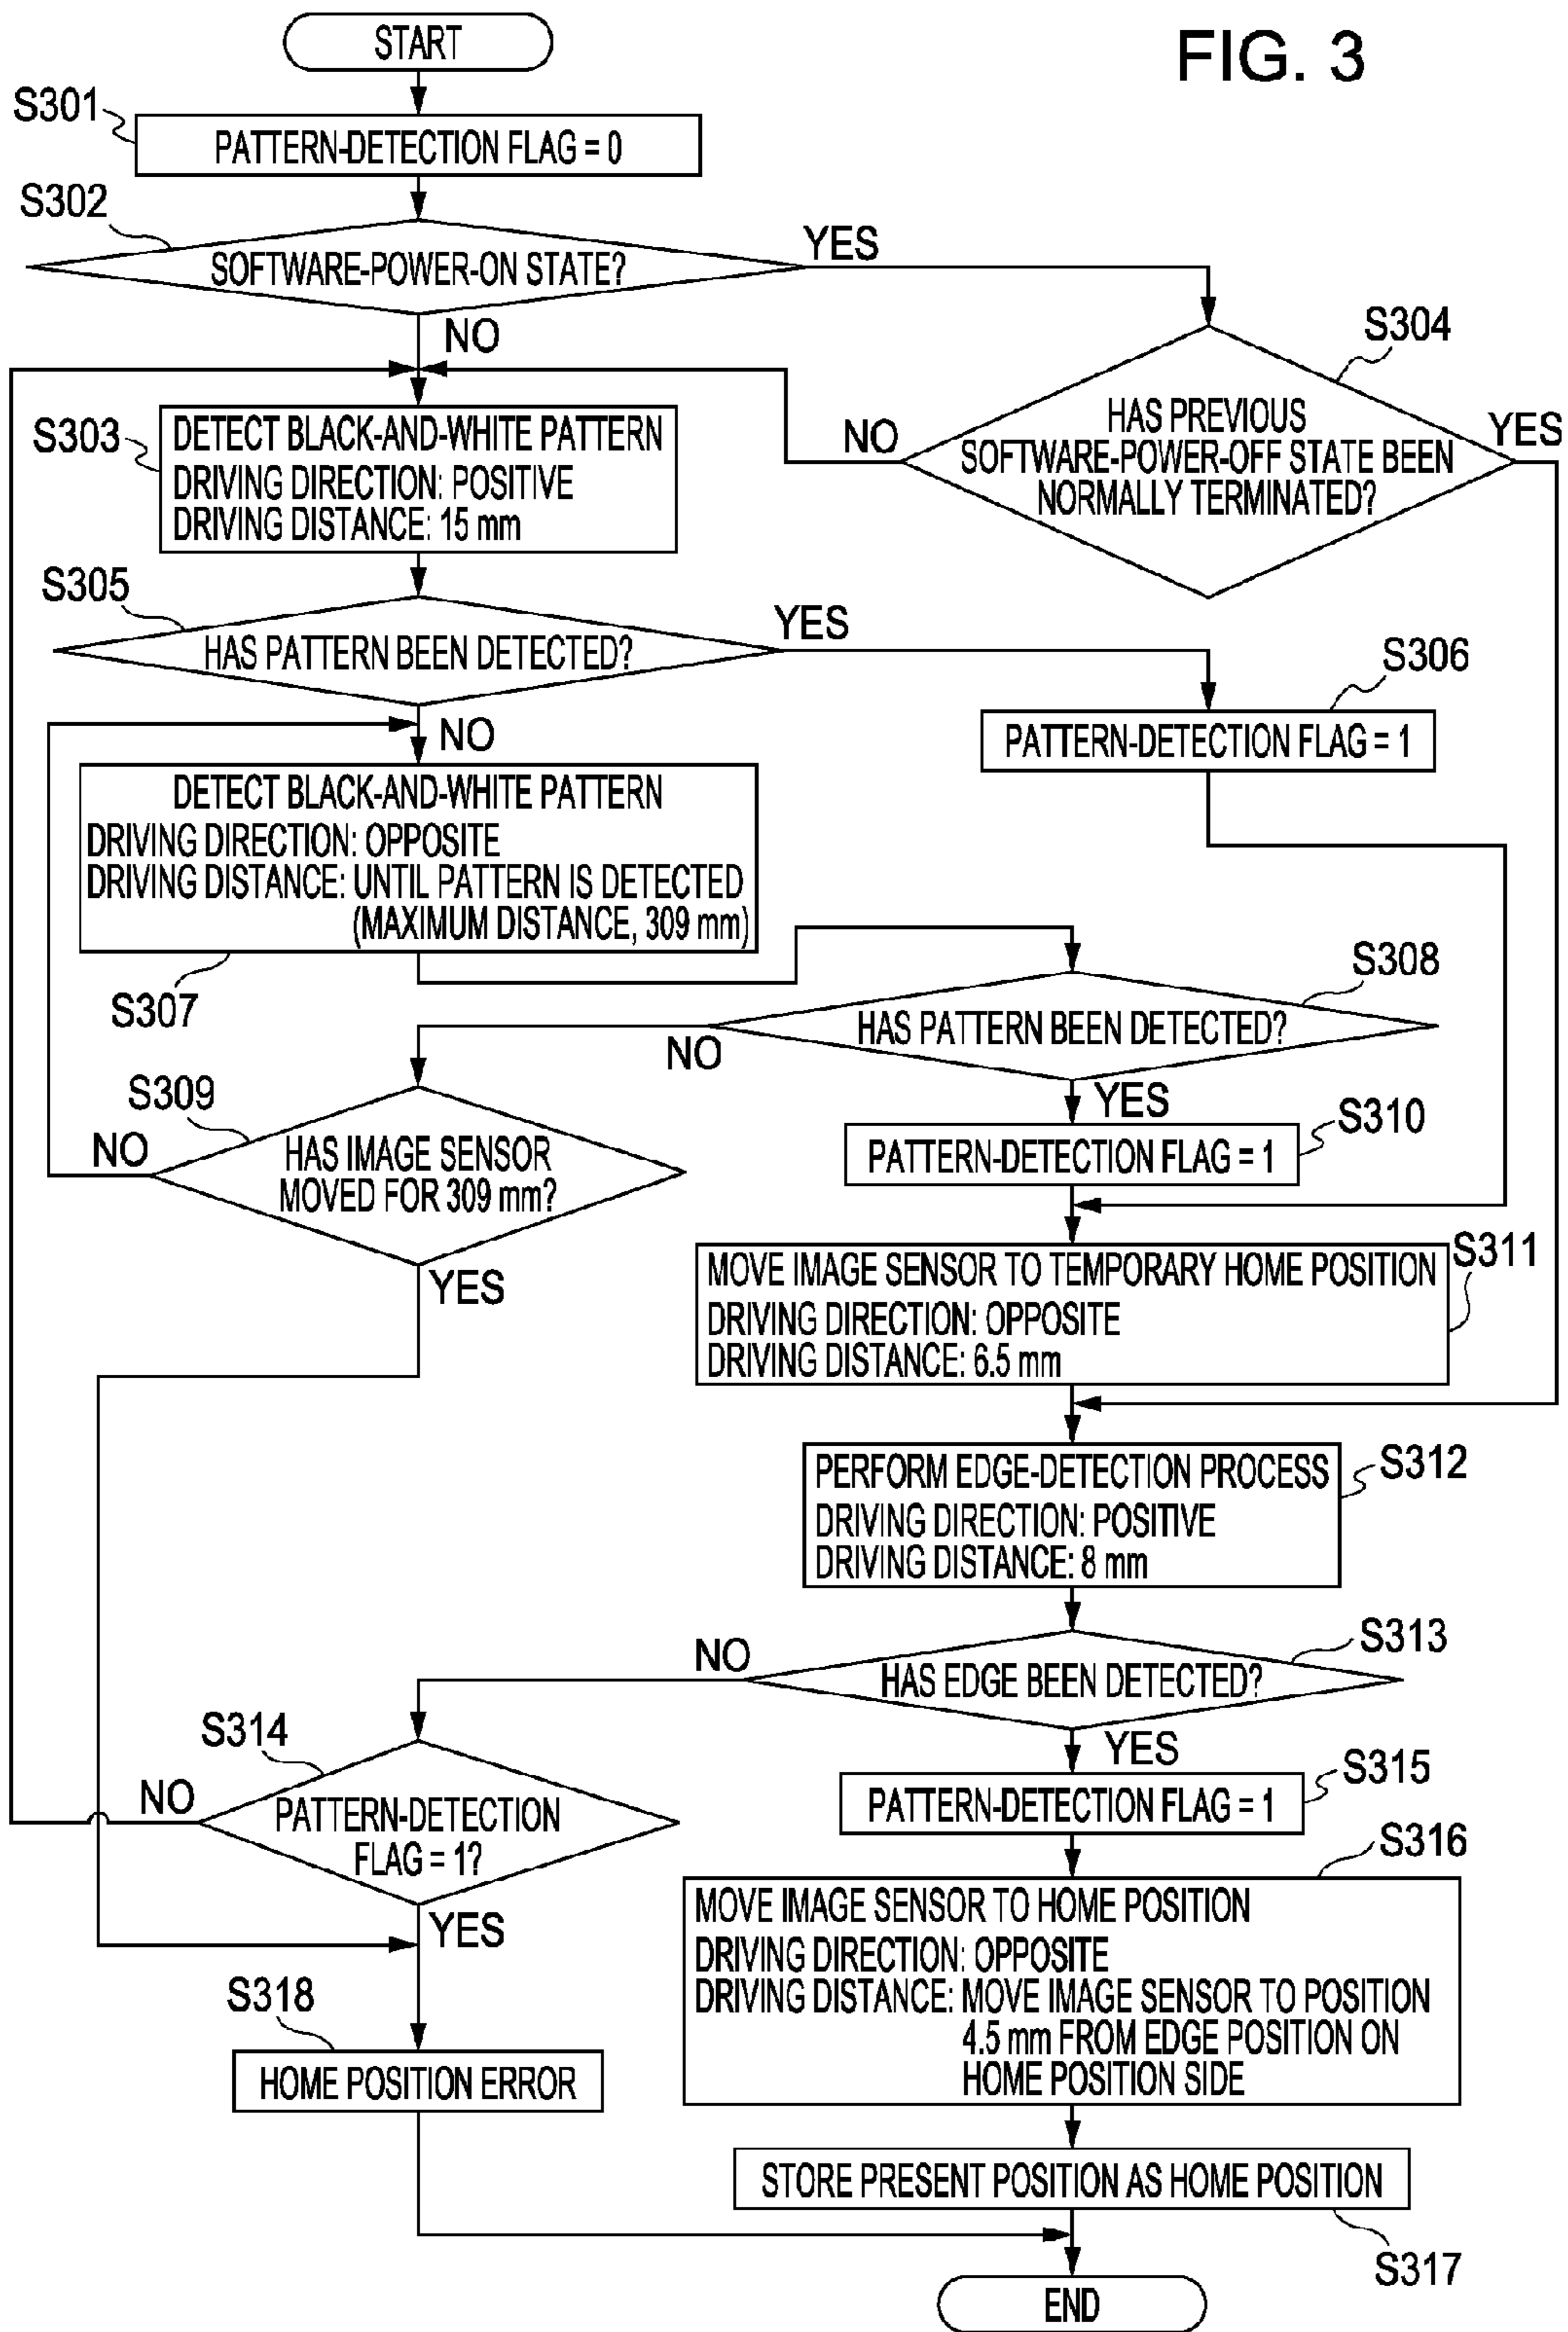 FIG. 3
START
S301
PATTERN-DETECTION FLAG = 0
S302
SOFTWARE-POWER-ON STATE?
YES
NO
S304
HAS PREVIOUS
SOFTWARE-POWER-OFF STATE BEEN
NORMALLY TERMINATED?
NO
YES
S303
DETECT BLACK-AND-WHITE PATTERN
DRIVING DIRECTION: POSITIVE
DRIVING DISTANCE: 15 mm
S305
HAS PATTERN BEEN DETECTED?
YES
NO
S306
PATTERN-DETECTION FLAG = 1
DETECT BLACK-AND-WHITE PATTERN
DRIVING DIRECTION: OPPOSITE
DRIVING DISTANCE: UNTIL PATTERN IS DETECTED
(MAXIMUM DISTANCE, 309 mm)
S307
S308
HAS PATTERN BEEN DETECTED?
NO
YES
S309
HAS IMAGE SENSOR
MOVED FOR 309 mm?
NO
YES
S310
PATTERN-DETECTION FLAG = 1
S311
MOVE IMAGE SENSOR TO TEMPORARY HOME POSITION
DRIVING DIRECTION: OPPOSITE
DRIVING DISTANCE: 6.5 mm
S312
PERFORM EDGE-DETECTION PROCESS
DRIVING DIRECTION: POSITIVE
DRIVING DISTANCE: 8 mm
S313
HAS EDGE BEEN DETECTED?
NO
YES
S314
PATTERN-DETECTION
FLAG = 1?
NO
YES
S315
PATTERN-DETECTION FLAG = 1
S316
MOVE IMAGE SENSOR TO HOME POSITION
DRIVING DIRECTION: OPPOSITE
DRIVING DISTANCE: MOVE IMAGE SENSOR TO POSITION
4.5 mm FROM EDGE POSITION ON
HOME POSITION SIDE
S318
HOME POSITION ERROR
STORE PRESENT POSITION AS HOME POSITION
S317
END